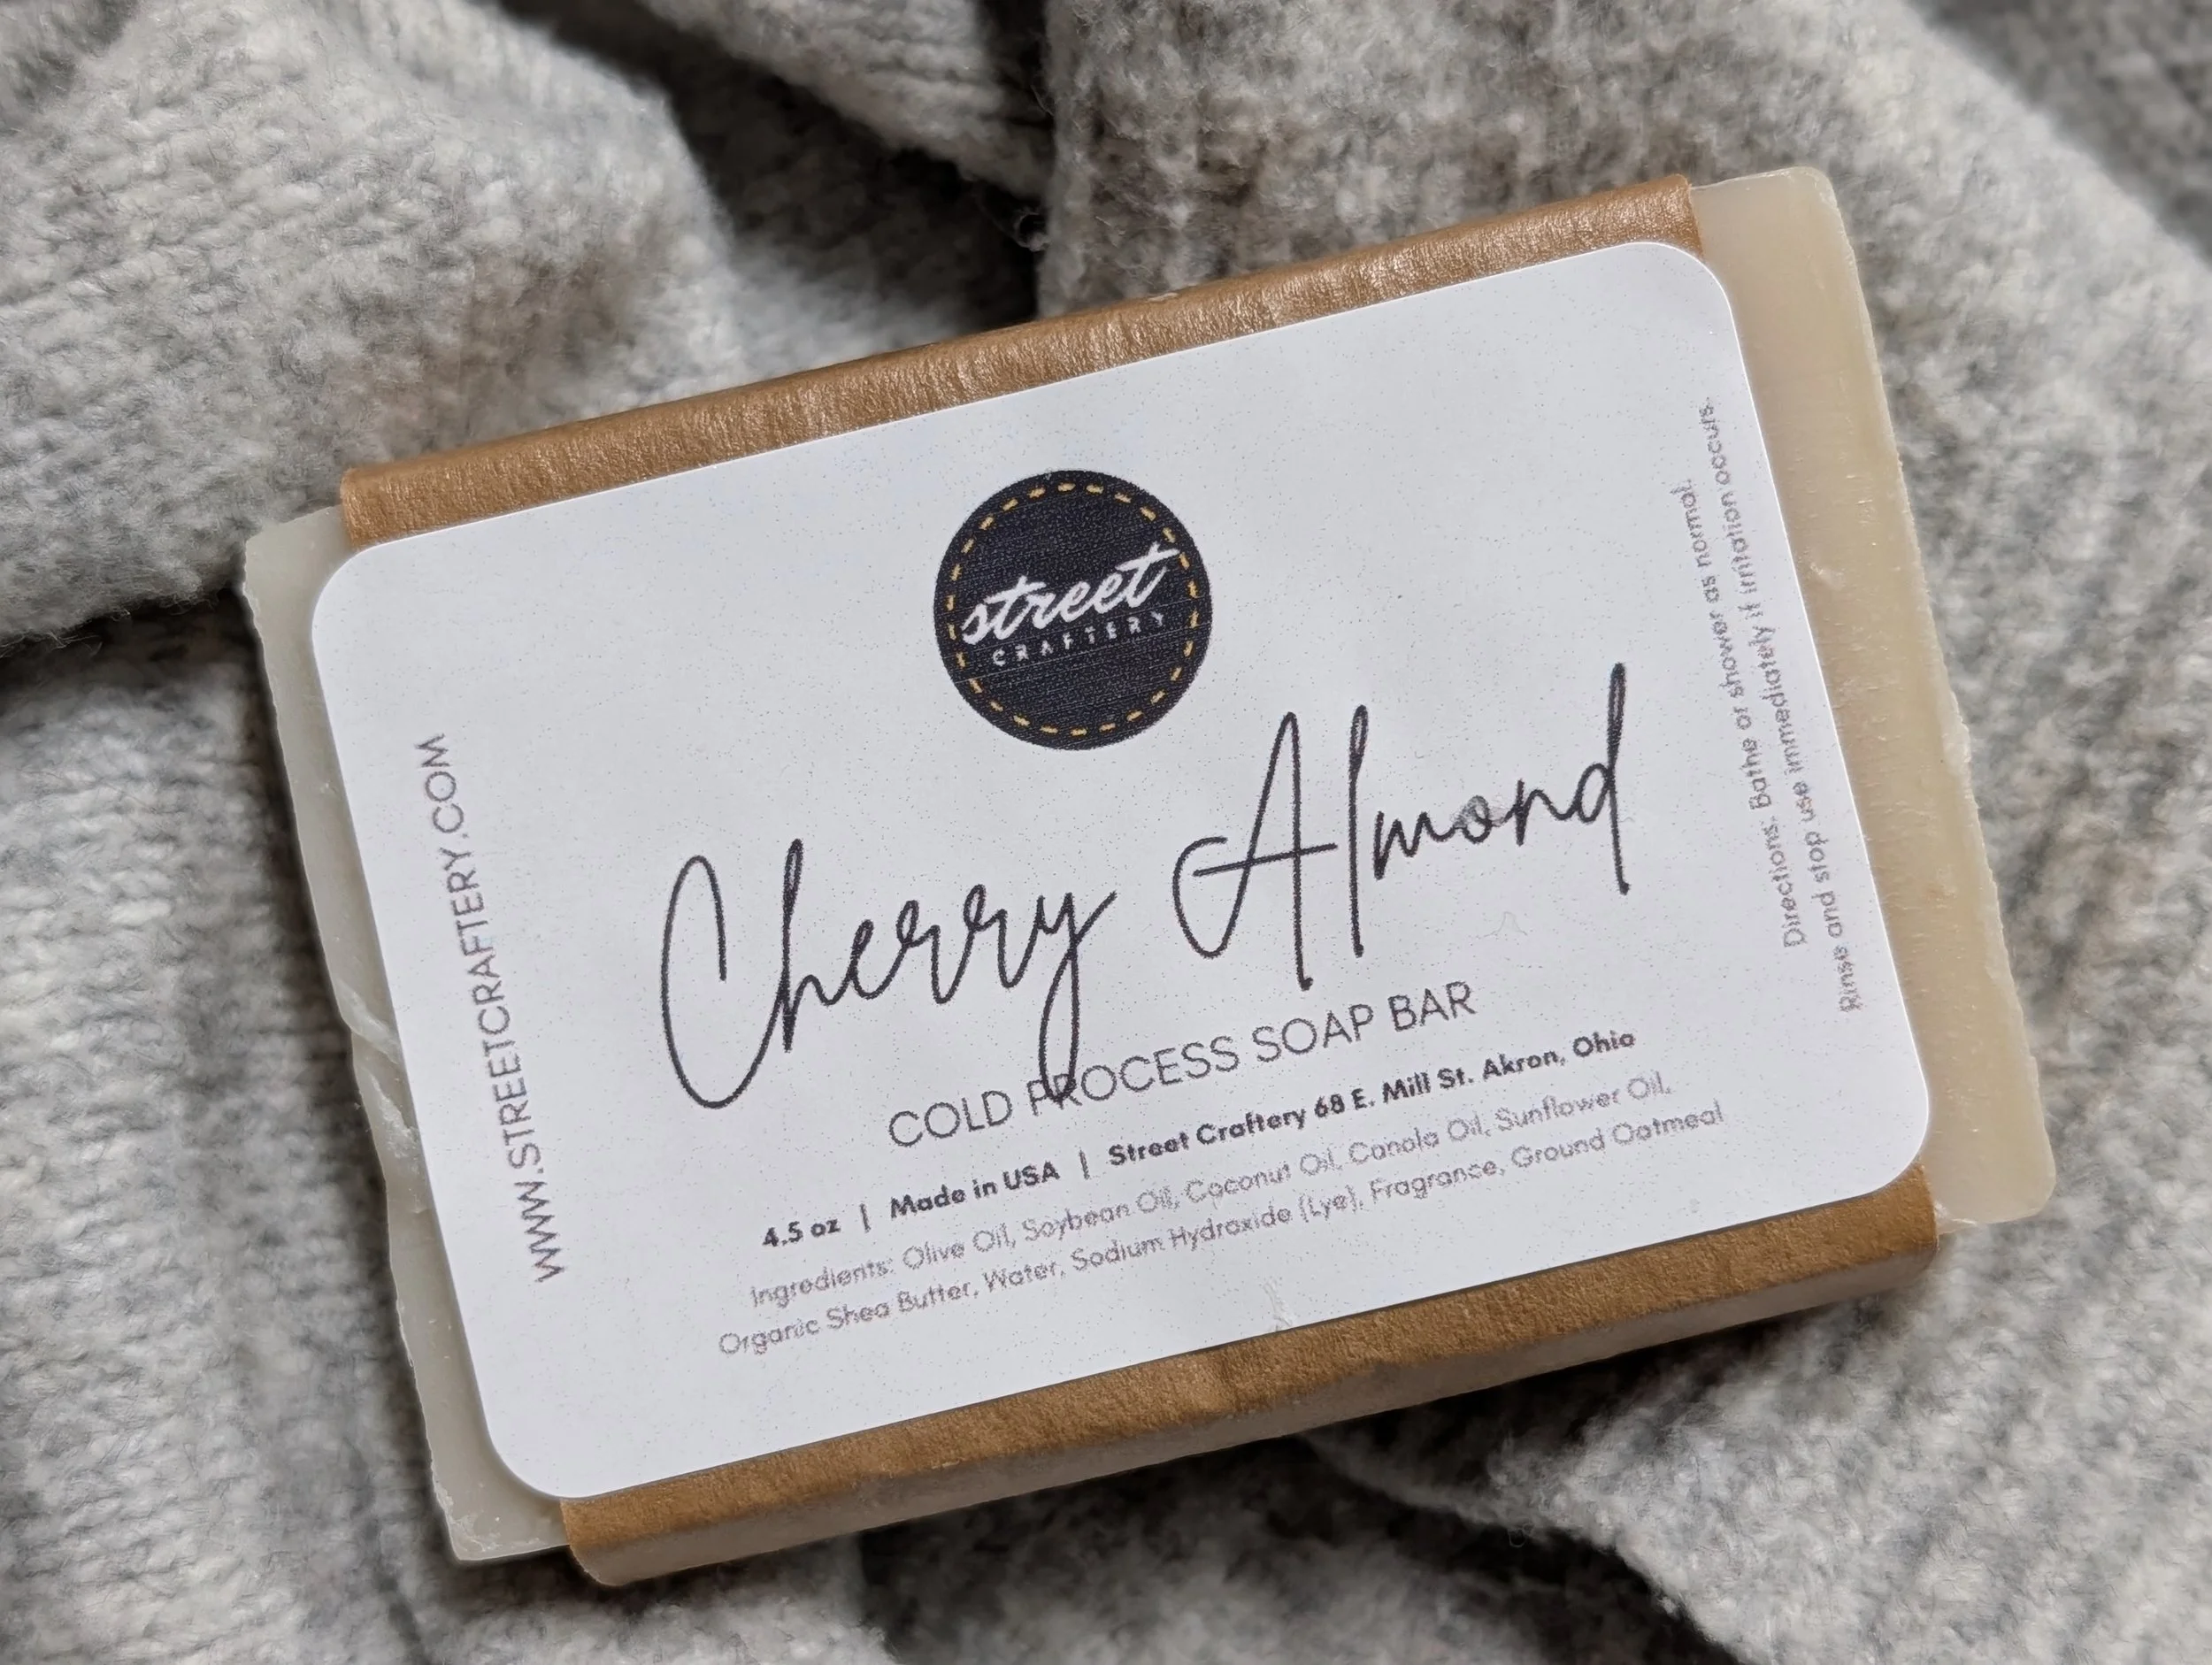 street
CRAFTERY
Cherry Almond
COLD PROCESS SOAP BAR
4.5 oz | Made in USA | Street Craftery 68 E. Mill St. Akron, Ohio
Ingredients: Olive Oil, Soybean Oil, Coconut Oil, Canola Oil, Sunflower Oil,
Organic Shea Butter, Water, Sodium Hydroxide (Lye), Fragrance, Ground Oatmeal
WWW.STREETCRAFTERY.COM
Directions: Bathe or shower as normal.
Rinse and stop use immediately if irritation occurs.